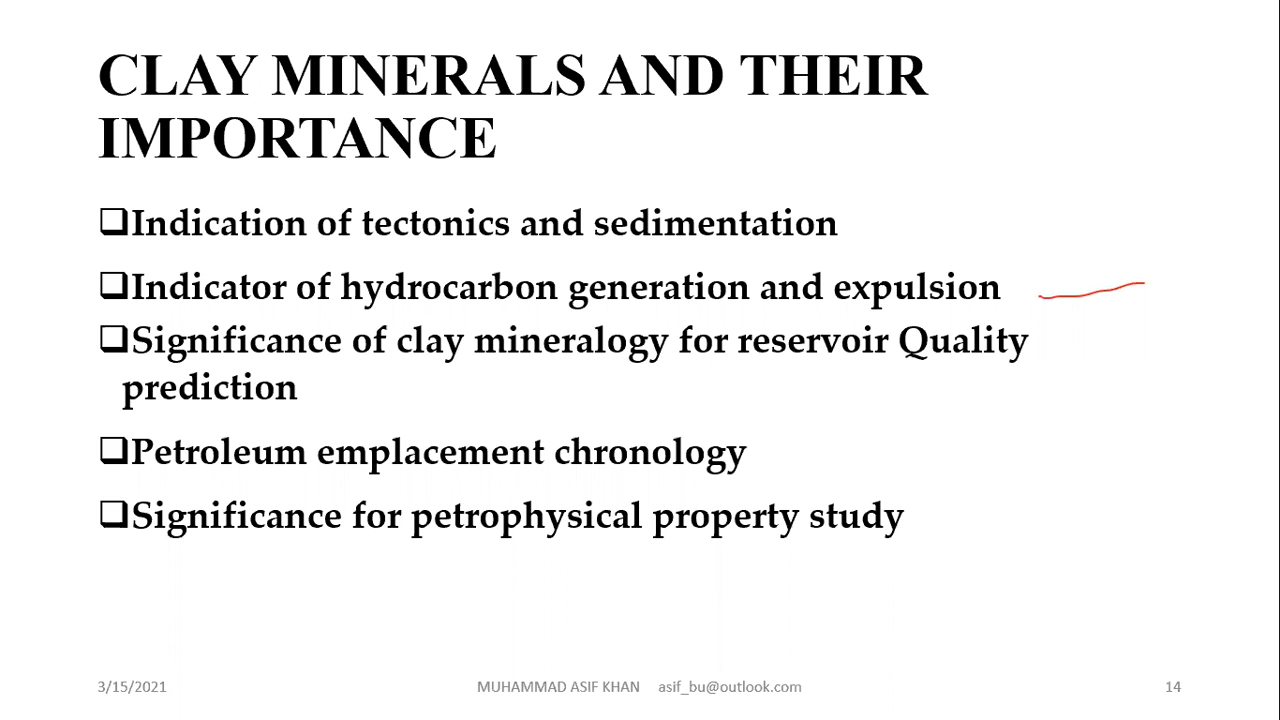 CLAY MINERALS AND THEIR
IMPORTANCE
❑Indication of tectonics and sedimentation
❑Indicator of hydrocarbon generation and expulsion
❑Significance of clay mineralogy for reservoir Quality
prediction
❑Petroleum emplacement chronology
❑Significance for petrophysical property study
3/15/2021 MUHAMMAD ASIF KHAN asif_bu@outlook.com 14